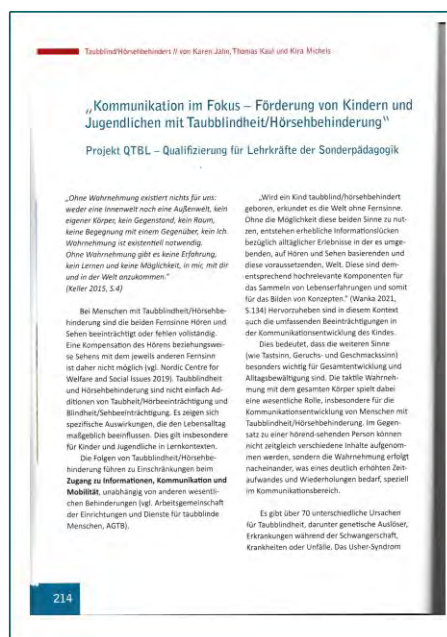 Taubblind/Hörsehbehindert // von Karen Jahn, Thomas Kaul und Kira Michels
„Kommunikation im Fokus – Förderung von Kindern und
Jugendlichen mit Taubblindheit/Hörsehbehinderung“
Projekt QTBL – Qualifizierung für Lehrkräfte der Sonderpädagogik
„Ohne Wahrnehmung existiert nichts für uns:
weder eine Innenwelt noch eine Außenwelt, kein
eigener Körper, kein Gegenstand, kein Raum,
keine Begegnung mit einem Gegenüber, kein Ich.
Wahrnehmung ist existentiell notwendig.
Ohne Wahrnehmung gibt es keine Erfahrung,
kein Lernen und keine Möglichkeit, in mir, mit dir
und in der Welt anzukommen.“
(Keller 2015, S.4)
Bei Menschen mit Taubblindheit/Hörsehbe-
hinderung sind die beiden Fernsinne Hören und
Sehen beeinträchtigt oder fehlen vollständig.
Eine Kompensation des Hörens beziehungswei-
se Sehens mit dem jeweils anderen Fernsinn
ist daher nicht möglich (vgl. Nordic Centre for
Welfare and Social Issues 2019). Taubblindheit
und Hörsehbehinderung sind nicht einfach Ad-
ditionen von Taubheit/Hörbeeinträchtigung und
Blindheit/Sehbeeinträchtigung. Es zeigen sich
spezifische Auswirkungen, die den Lebensalltag
maßgeblich beeinflussen. Dies gilt insbesondere
für Kinder und Jugendliche in Lernkontexten.
Die Folgen von Taubblindheit/Hörsehbe-
hinderung führen zu Einschränkungen beim
Zugang zu Informationen, Kommunikation und
Mobilität, unabhängig von anderen wesentli-
chen Behinderungen (vgl. Arbeitsgemeinschaft
der Einrichtungen und Dienste für taubblinde
Menschen, AGTB).
„Wird ein Kind taubblind/hörsehbehindert
geboren, erkundet es die Welt ohne Fernsinne.
Ohne die Möglichkeit diese beiden Sinne zu nut-
zen, entstehen erhebliche Informationslücken
bezüglich alltäglicher Erlebnisse in der es umge-
benden, auf Hören und Sehen basierenden und
diese voraussetzenden, Welt. Diese sind dem-
entsprechend hochrelevante Komponenten für
das Sammeln von Lebenserfahrungen und somit
für das Bilden von Konzepten.“ (Wanka 2021,
S.134) Hervorzuheben sind in diesem Kontext
auch die umfassenden Beeinträchtigungen in
der Kommunikationsentwicklung des Kindes.
Dies bedeutet, dass die weiteren Sinne
(wie Tastsinn, Geruchs- und Geschmackssinn)
besonders wichtig für Gesamtentwicklung und
Alltagsbewältigung sind. Die taktile Wahrneh-
mung mit dem gesamten Körper spielt dabei
eine wesentliche Rolle, insbesondere für die
Kommunikationsentwicklung von Menschen mit
Taubblindheit/Hörsehbehinderung. Im Gegen-
satz zu einer hörend-sehenden Person können
nicht zeitgleich verschiedene Inhalte aufgenom-
men werden, sondern die Wahrnehmung erfolgt
nacheinander, was eines deutlich erhöhten Zeit-
aufwandes und Wiederholungen bedarf, speziell
im Kommunikationsbereich.
Es gibt über 70 unterschiedliche Ursachen
für Taubblindheit, darunter genetische Auslöser,
Erkrankungen während der Schwangerschaft,
Krankheiten oder Unfälle. Das Usher-Syndrom
214